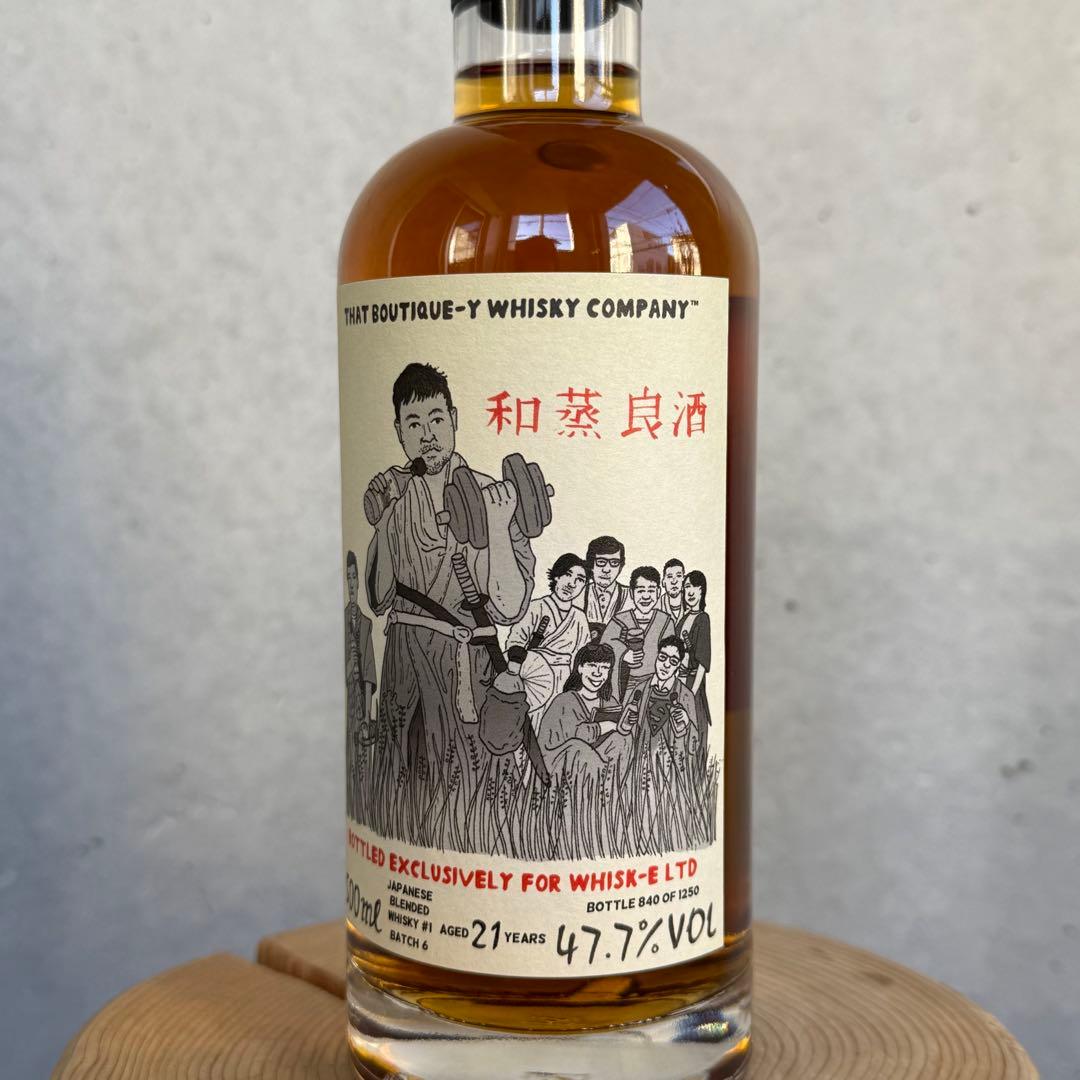 THAT BOUTIQUE-Y WHISKY COMPANY™
和蒸良酒
BOTTLED EXCLUSIVELY FOR WHISK-E LTD
BOTTLE 840 OF 1250
500ml
JAPANESE
BLENDED
WHISKY #1
BATCH 6
AGED 21 YEARS
47.7% VOL